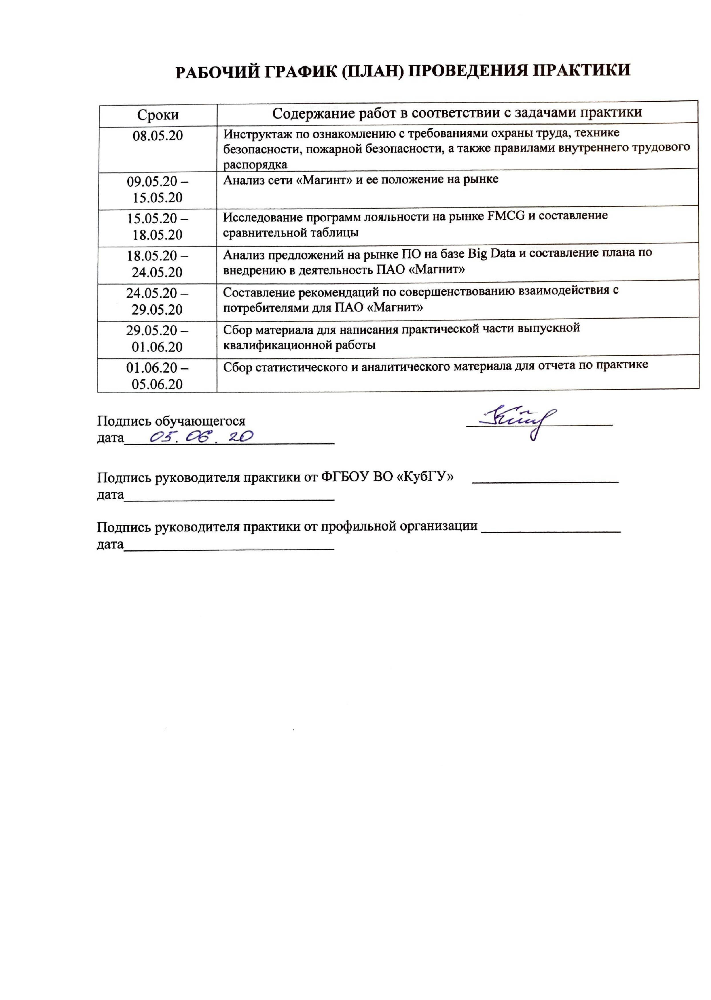 РАБОЧИЙ ГРАФИК (ПЛАН) ПРОВЕДЕНИЯ ПРАКТИКИ
Сроки
Содержание работ в соответствии с задачами практики
08.05.20
Инструктаж по ознакомлению с требованиями охраны труда, технике
безопасности, пожарной безопасности, а также правилами внутреннего трудового
распорядка
09.05.20 –
15.05.20
Анализ сети «Магинт» и ее положение на рынке
15.05.20 –
18.05.20
Исследование программ лояльности на рынке FMCG и составление
сравнительной таблицы
18.05.20 –
24.05.20
Анализ предложений на рынке ПО на базе Big Data и составление плана по
внедрению в деятельность ПАО «Магнит»
24.05.20 –
29.05.20
Составление рекомендаций по совершенствованию взаимодействия с
потребителями для ПАО «Магнит»
29.05.20 –
01.06.20
Сбор материала для написания практической части выпускной
квалификационной работы
01.06.20 –
05.06.20
Сбор статистического и аналитического материала для отчета по практике
Подпись обучающегося
дата 05.06.20
Подпись руководителя практики от ФГБОУ ВО «КубГУ»
дата
Подпись руководителя практики от профильной организации
дата